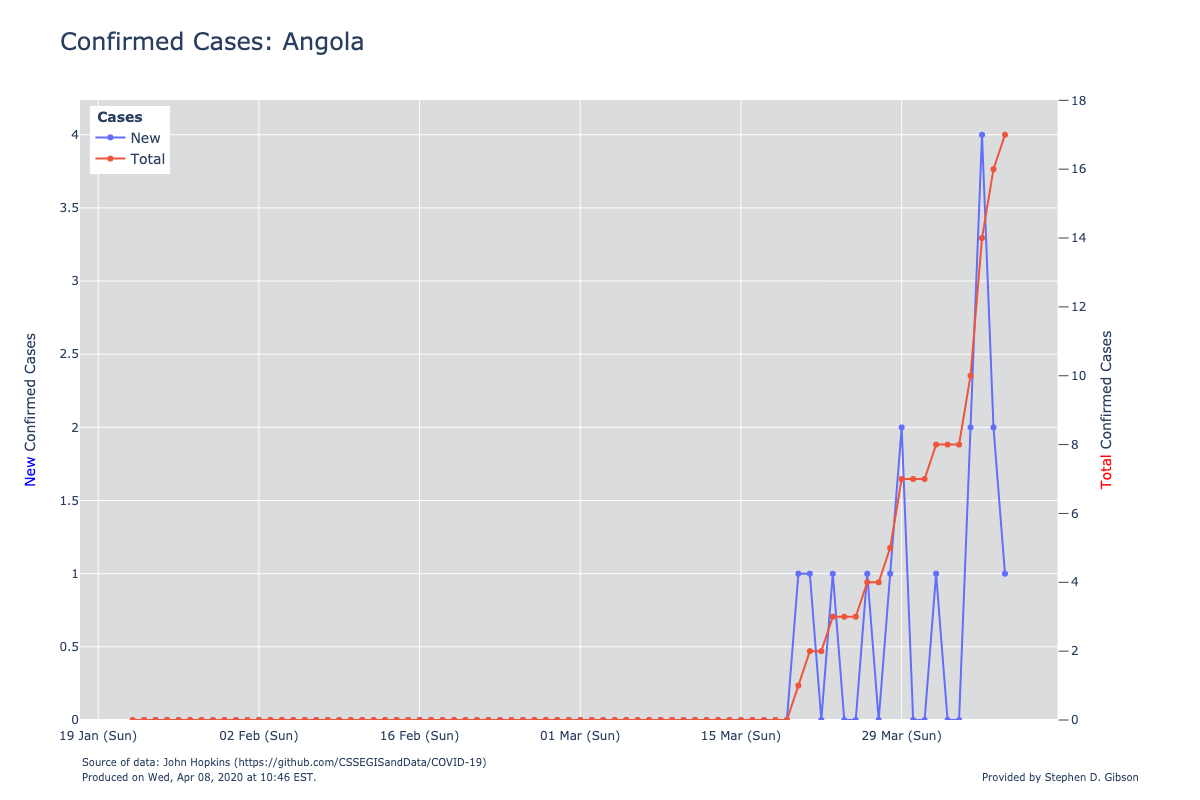 Confirmed Cases: Angola
Cases
New
Total
4
3.5
3
2.5
2
1.5
1
0.5
0
New Confirmed Cases
18
16
14
12
10
8
6
4
2
0
Total Confirmed Cases
19 Jan (Sun) 02 Feb (Sun) 16 Feb (Sun) 01 Mar (Sun) 15 Mar (Sun) 29 Mar (Sun)
Source of data: John Hopkins (https://github.com/CSSEGISandData/COVID-19)
Produced on Wed, Apr 08, 2020 at 10:46 EST.
Provided by Stephen D. Gibson